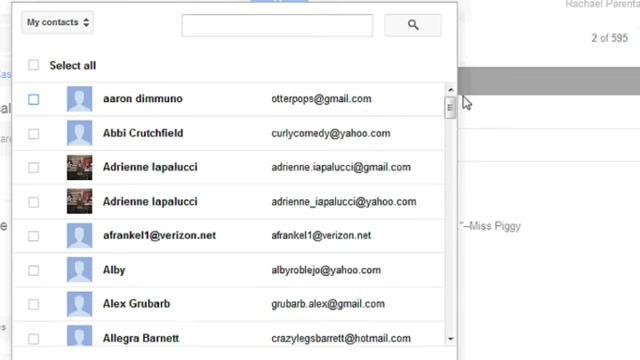 My contacts
Rachael Parenta
2 of 595
Select all
aaron dimmuno otterpops@gmail.com
Abbi Crutchfield curlycomedy@yahoo.com
Adrienne Iapalucci adrienne.iapalucci@gmail.com
Adrienne Iapalucci adrienne_iapalucci@yahoo.com
afrankel1@verizon.net afrankel1@verizon.net
."–Miss Piggy
Alby albyroblejo@yahoo.com
Alex Grubarb grubarb.alex@gmail.com
Allegra Barnett crazylegsbarrett@hotmail.com